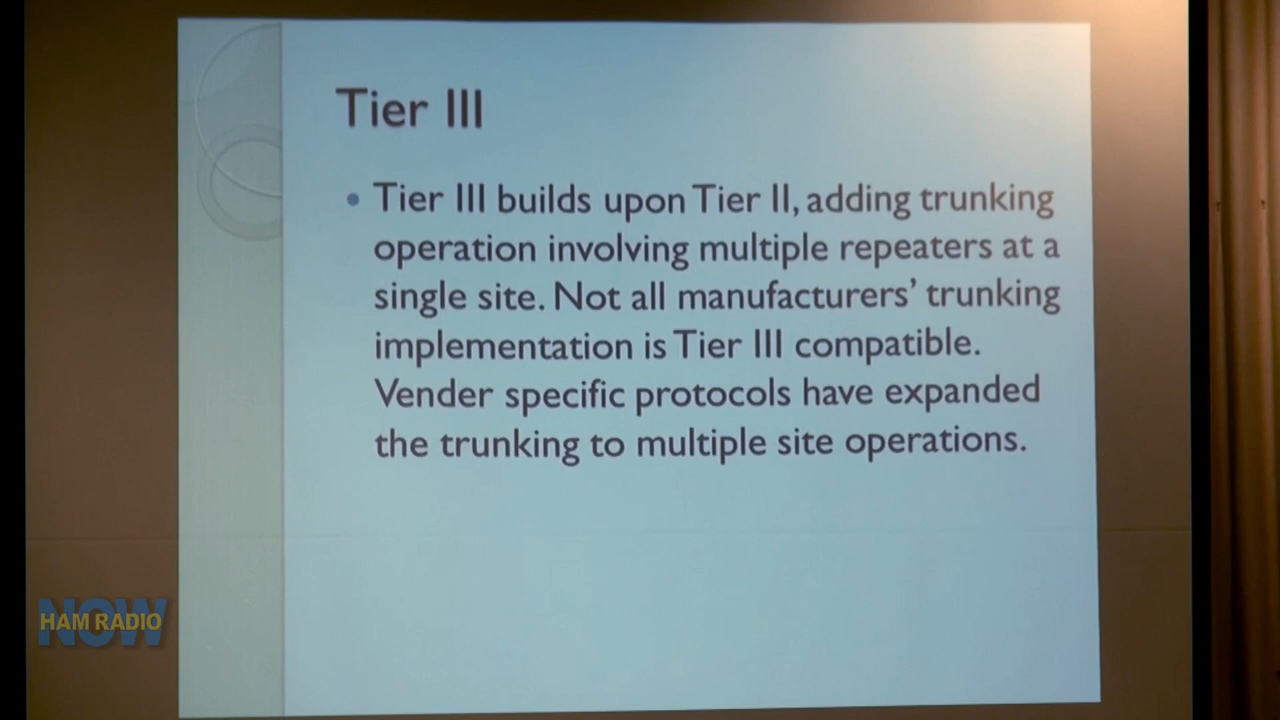 Tier III
• Tier III builds upon Tier II, adding trunking
operation involving multiple repeaters at a
single site. Not all manufacturers’ trunking
implementation is Tier III compatible.
Vender specific protocols have expanded
the trunking to multiple site operations.
NOW
HAM RADIO